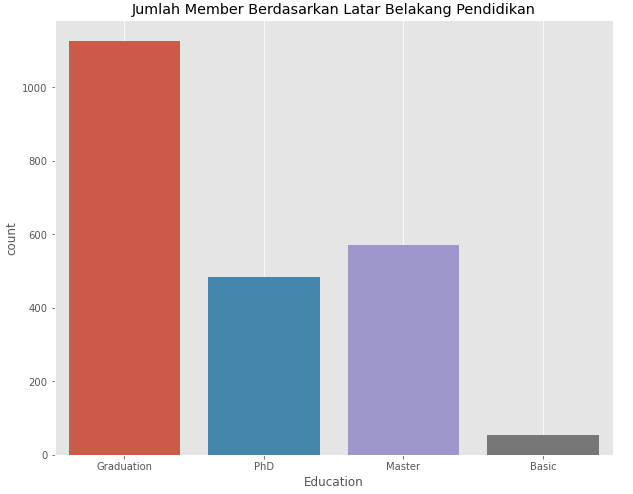 Jumlah Member Berdasarkan Latar Belakang Pendidikan
count
1000
800
600
400
200
0
Graduation PhD Master Basic
Education